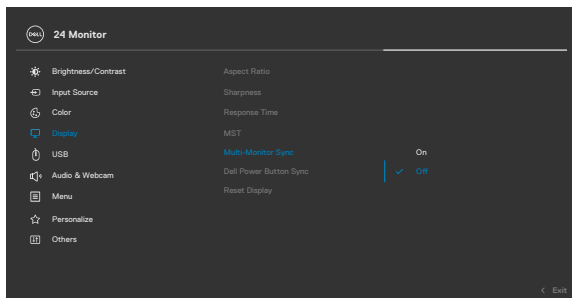 DELL 24 Monitor
Brightness/Contrast Aspect Ratio
Input Source Sharpness
Color Response Time
Display MST
USB Multi-Monitor Sync On
Audio & Webcam Dell Power Button Sync Off
Menu Reset Display
Personalize
Others
< Exit